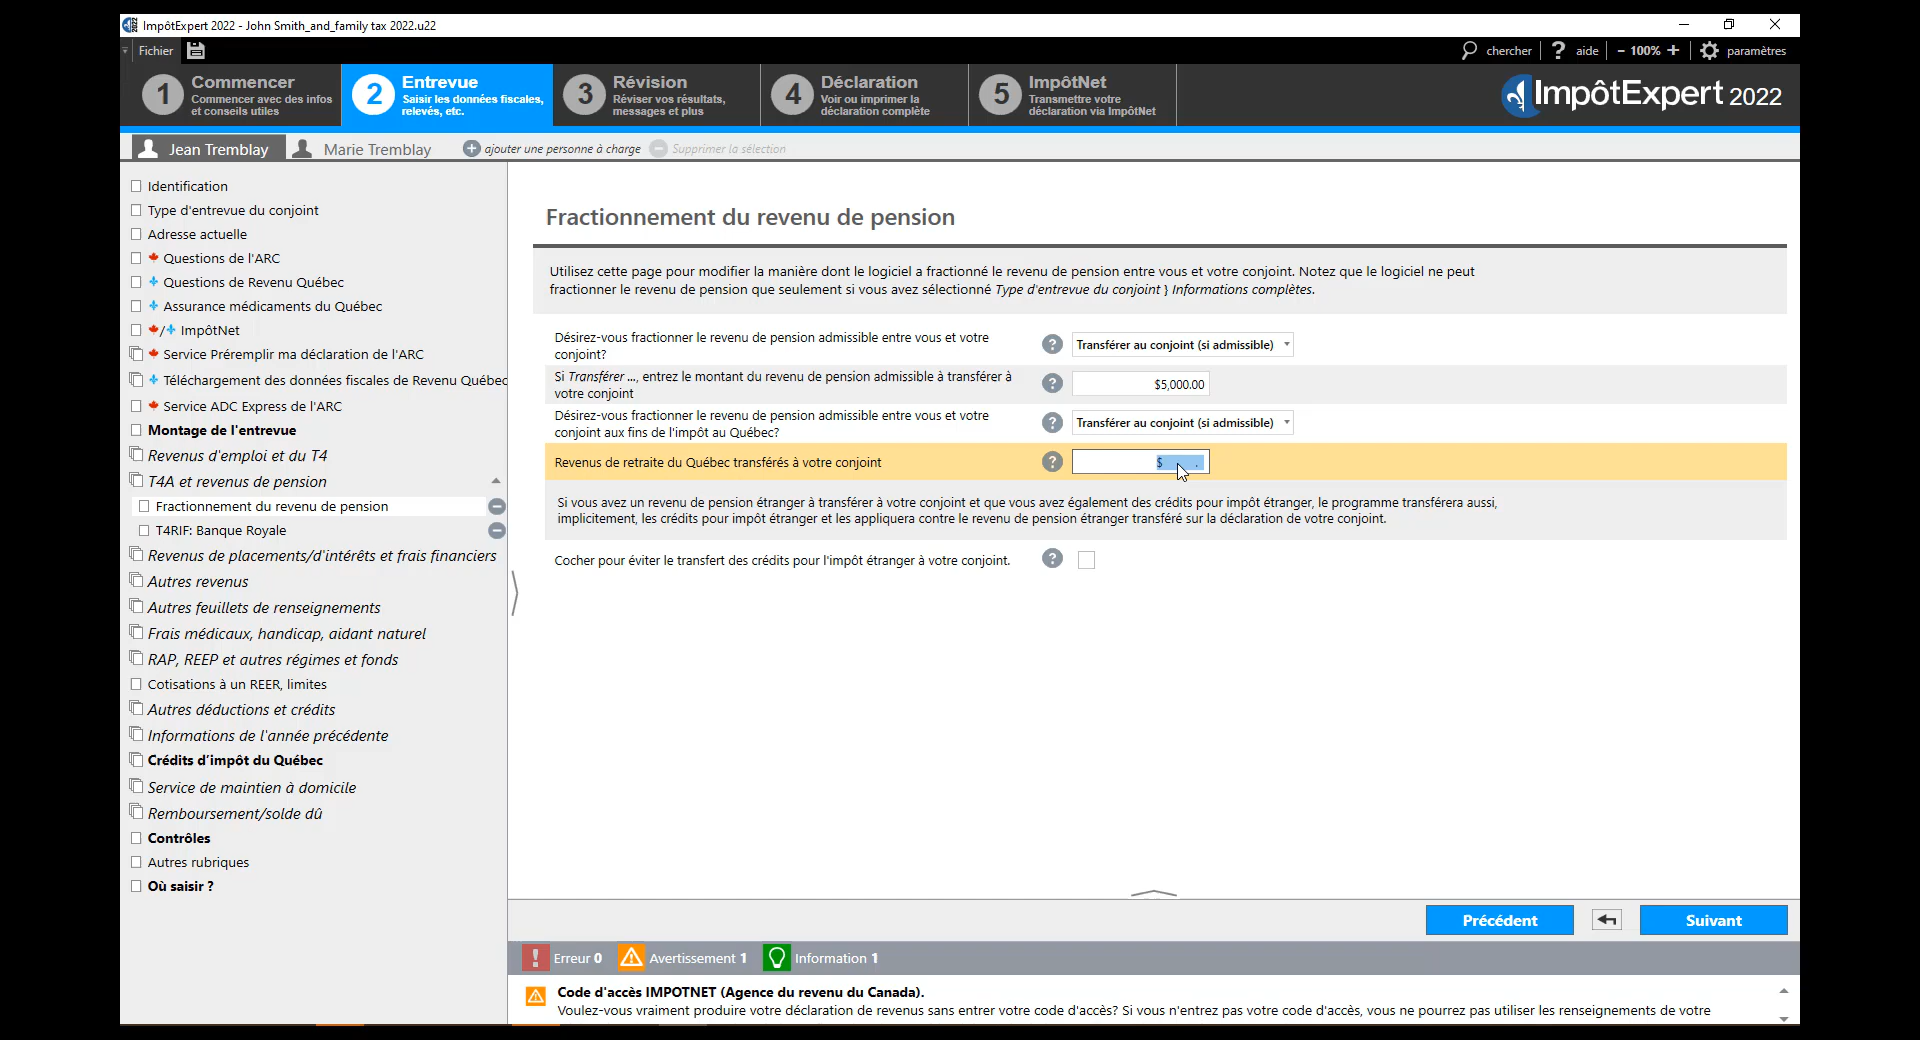 ImpôtExpert 2022 - John Smith_and_family tax 2022.u22
Fichier
chercher
? aide
- 100% +
paramètres
1 Commencer
Commencer avec des infos
et conseils utiles
2 Entrevue
Saisir les données fiscales,
relevés, etc.
3 Révision
Réviser vos résultats,
messages et plus
4 Déclaration
Voir ou imprimer la
déclaration complète
5 ImpôtNet
Transmettre votre
déclaration via ImpôtNet
ImpôtExpert 2022
Jean Tremblay
Marie Tremblay
+ ajouter une personne à charge
- Supprimer la sélection
Identification
Type d'entrevue du conjoint
Adresse actuelle
Questions de l'ARC
Questions de Revenu Québec
Assurance médicaments du Québec
/ ImpôtNet
Service Préremplir ma déclaration de l'ARC
Téléchargement des données fiscales de Revenu Québec
Service ADC Express de l'ARC
Montage de l'entrevue
Revenus d'emploi et du T4
T4A et revenus de pension
Fractionnement du revenu de pension
T4RIF: Banque Royale
Revenus de placements/d'intérêts et frais financiers
Autres revenus
Autres feuillets de renseignements
Frais médicaux, handicap, aidant naturel
RAP, REEP et autres régimes et fonds
Cotisations à un REER, limites
Autres déductions et crédits
Informations de l'année précédente
Crédits d'impôt du Québec
Service de maintien à domicile
Remboursement/solde dû
Contrôles
Autres rubriques
Où saisir ?
Fractionnement du revenu de pension
Utilisez cette page pour modifier la manière dont le logiciel a fractionné le revenu de pension entre vous et votre conjoint. Notez que le logiciel ne peut
fractionner le revenu de pension que seulement si vous avez sélectionné Type d'entrevue du conjoint } Informations complètes.
Désirez-vous fractionner le revenu de pension admissible entre vous et votre
conjoint?
? Transférer au conjoint (si admissible)
Si Transférer ..., entrez le montant du revenu de pension admissible à transférer à
votre conjoint
? $5,000.00
Désirez-vous fractionner le revenu de pension admissible entre vous et votre
conjoint aux fins de l'impôt au Québec?
? Transférer au conjoint (si admissible)
Revenus de retraite du Québec transférés à votre conjoint
? $ .
Si vous avez un revenu de pension étranger à transférer à votre conjoint et que vous avez également des crédits pour impôt étranger, le programme transférera aussi,
implicitement, les crédits pour impôt étranger et les appliquera contre le revenu de pension étranger transféré sur la déclaration de votre conjoint.
Cocher pour éviter le transfert des crédits pour l'impôt étranger à votre conjoint. ?
Précédent
Suivant
! Erreur 0
Avertissement 1
Information 1
Code d'accès IMPOTNET (Agence du revenu du Canada).
Voulez-vous vraiment produire votre déclaration de revenus sans entrer votre code d'accès? Si vous n'entrez pas votre code d'accès, vous ne pourrez pas utiliser les renseignements de votre